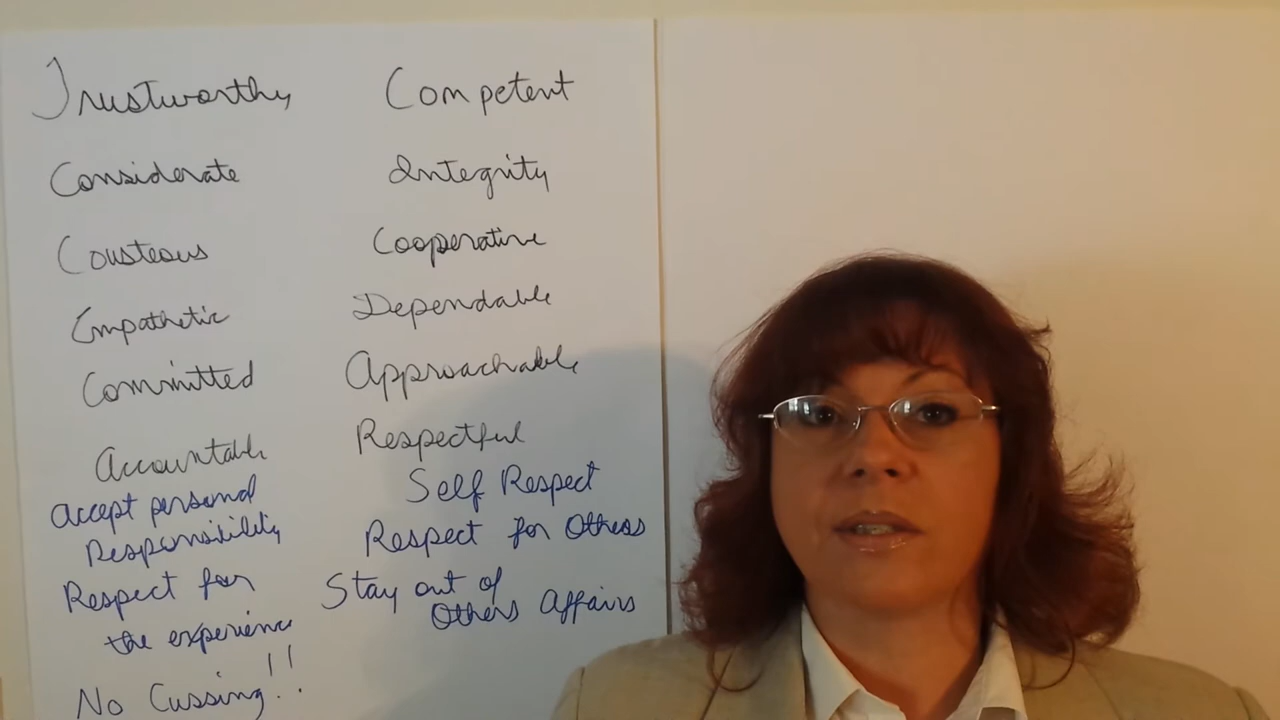 Trustworthy
Considerate
Cousteous
Empathetic
Committed
Accountable
Accept personal
Responsibility
Respect for
the experience
No Cussing!!
Competent
Integrity
Cooperative
Dependable
Approachable
Respectful
Self Respect
Respect for Others
Stay out of
Others Affairs